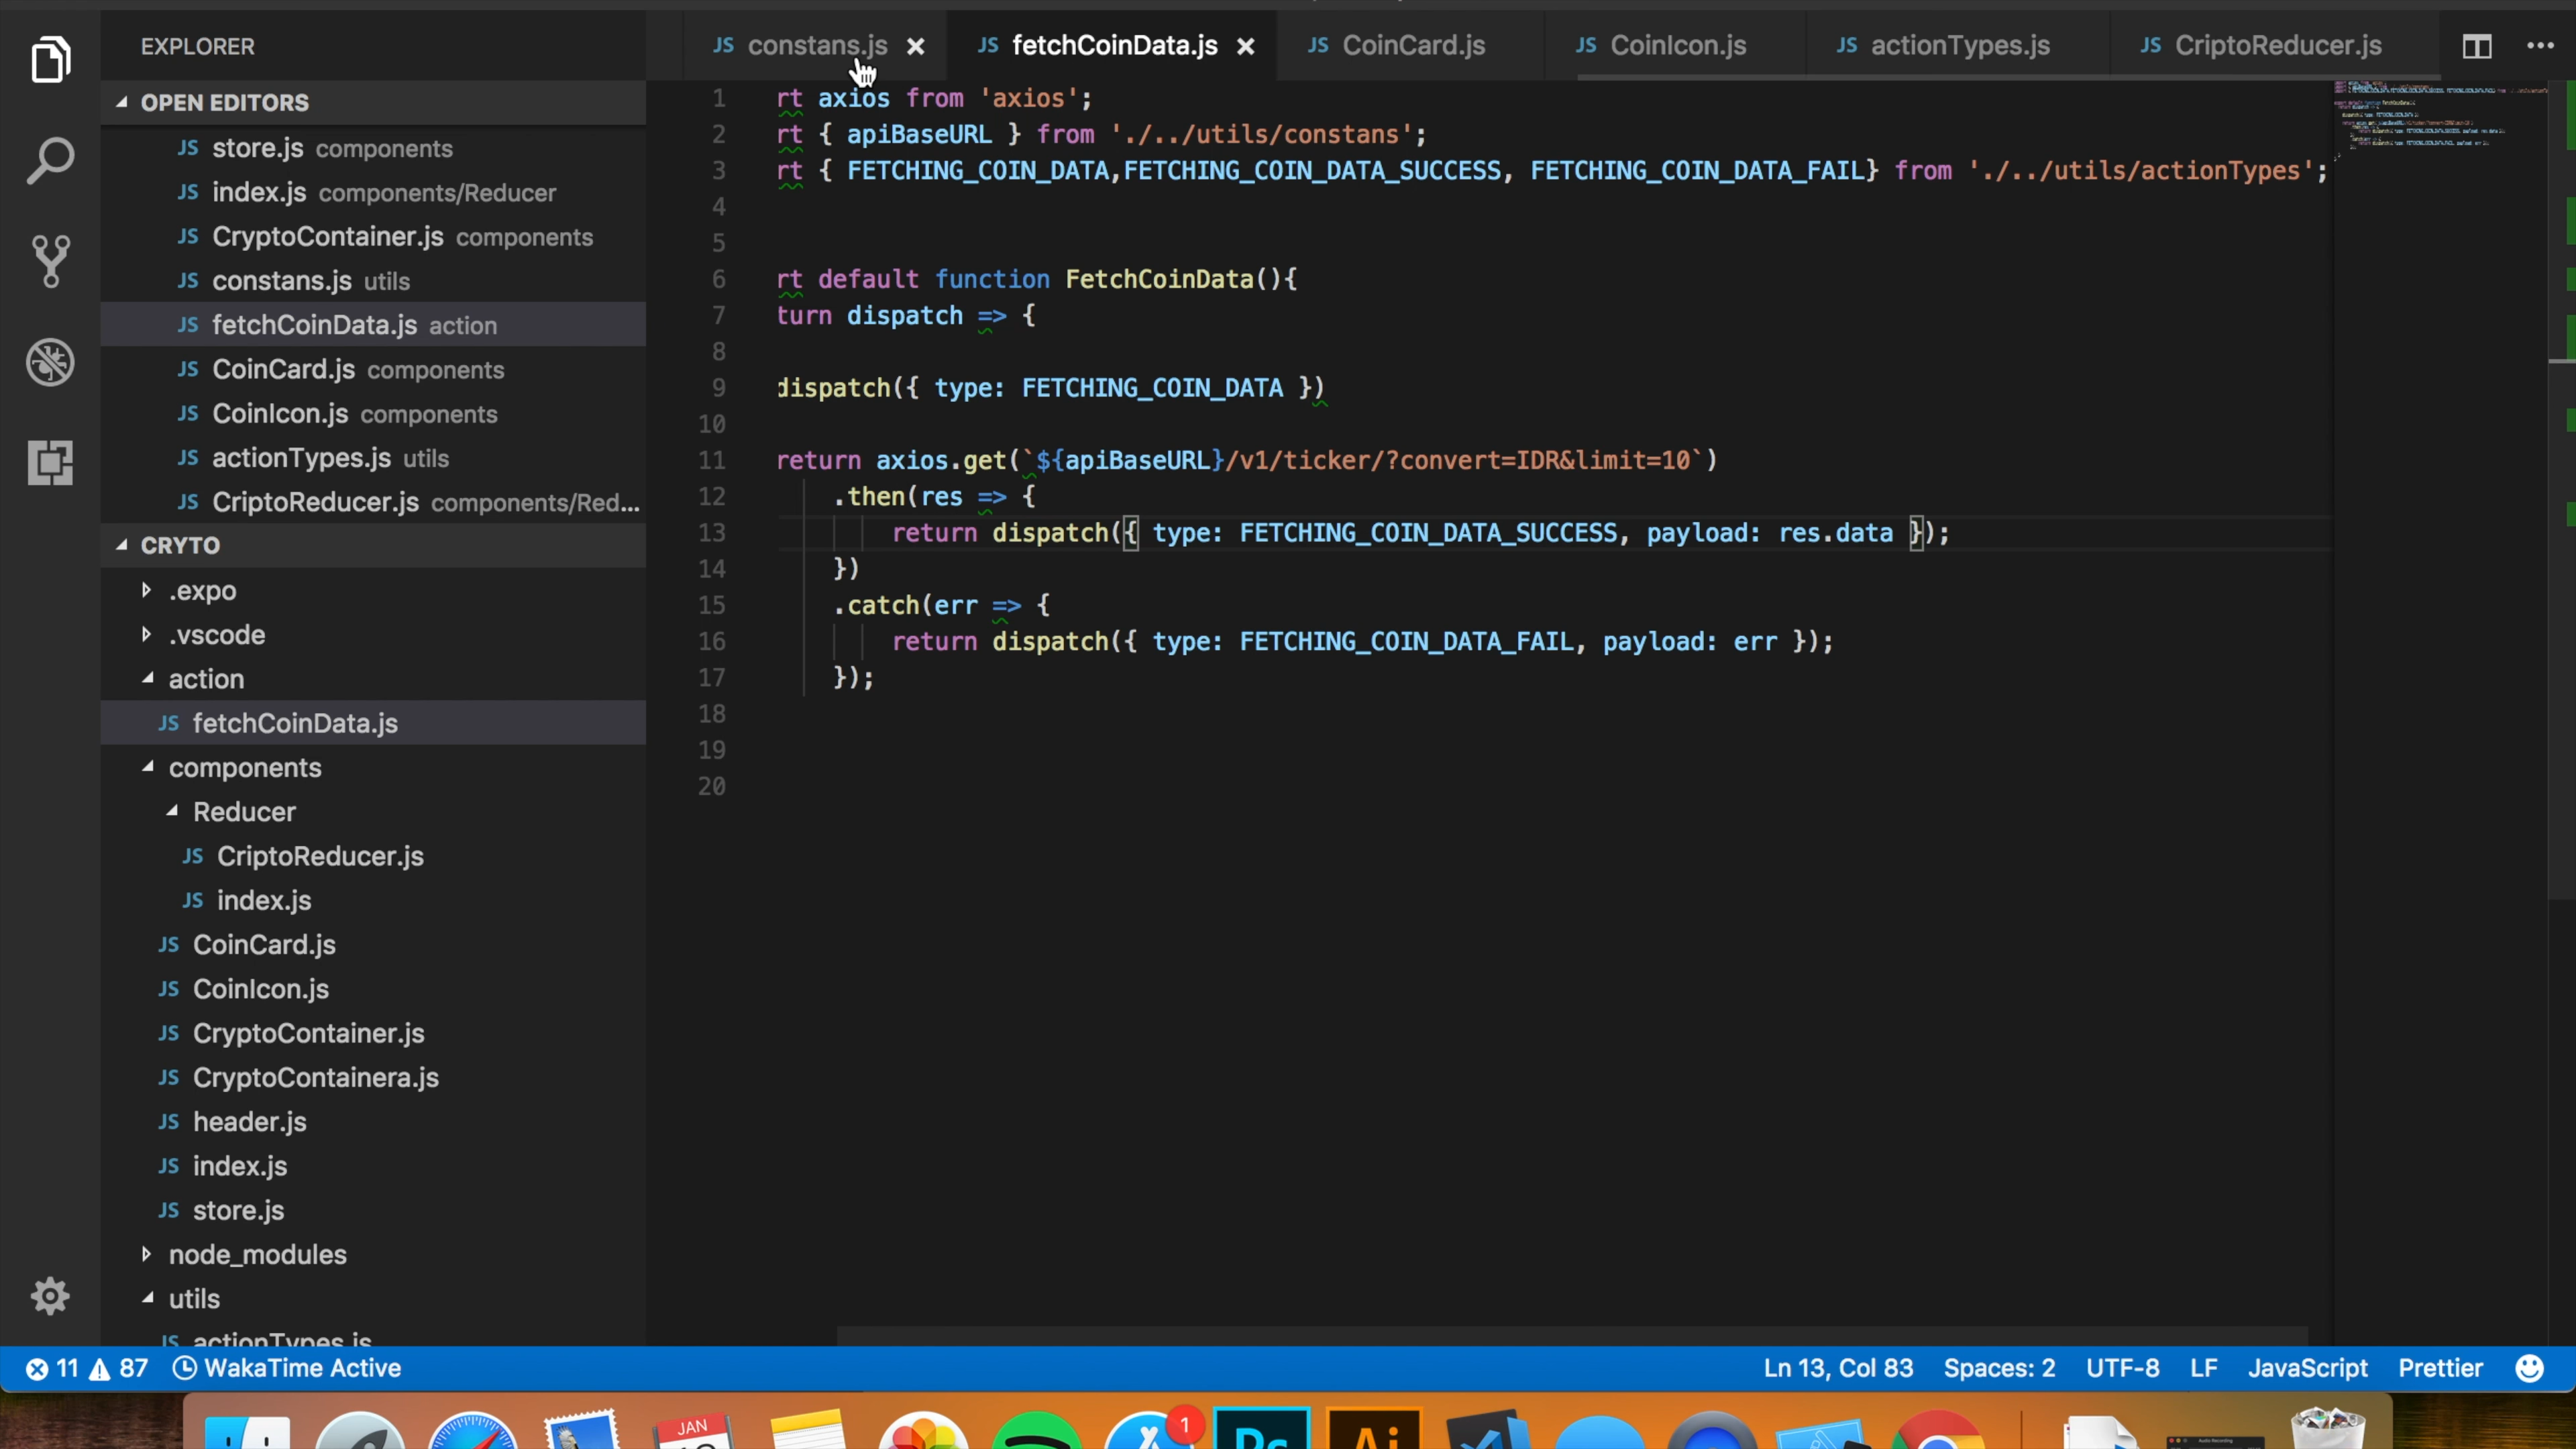 EXPLORER
OPEN EDITORS
JS store.js components
JS index.js components/Reducer
JS CryptoContainer.js components
JS constans.js utils
JS fetchCoinData.js action
JS CoinCard.js components
JS CoinIcon.js components
JS actionTypes.js utils
JS CriptoReducer.js components/Red...
CRYTO
.expo
.vscode
action
JS fetchCoinData.js
components
Reducer
JS CriptoReducer.js
JS index.js
JS CoinCard.js
JS CoinIcon.js
JS CryptoContainer.js
JS CryptoContainera.js
JS header.js
JS index.js
JS store.js
node_modules
utils
JS actionTypes.js
JS constans.js JS fetchCoinData.js JS CoinCard.js JS CoinIcon.js JS actionTypes.js JS CriptoReducer.js
1 rt axios from 'axios';
2 rt { apiBaseURL } from './../utils/constans';
3 rt { FETCHING_COIN_DATA,FETCHING_COIN_DATA_SUCCESS, FETCHING_COIN_DATA_FAIL} from './../utils/actionTypes';
4
5
6 rt default function FetchCoinData(){
7 turn dispatch => {
8
9 dispatch({ type: FETCHING_COIN_DATA })
10
11 return axios.get(`${apiBaseURL}/v1/ticker/?convert=IDR&limit=10`)
12 .then(res => {
13 return dispatch({ type: FETCHING_COIN_DATA_SUCCESS, payload: res.data });
14 })
15 .catch(err => {
16 return dispatch({ type: FETCHING_COIN_DATA_FAIL, payload: err });
17 });
18
19
20
11 87 WakaTime Active Ln 13, Col 83 Spaces: 2 UTF-8 LF JavaScript Prettier
JAN
1
Ps
Ai